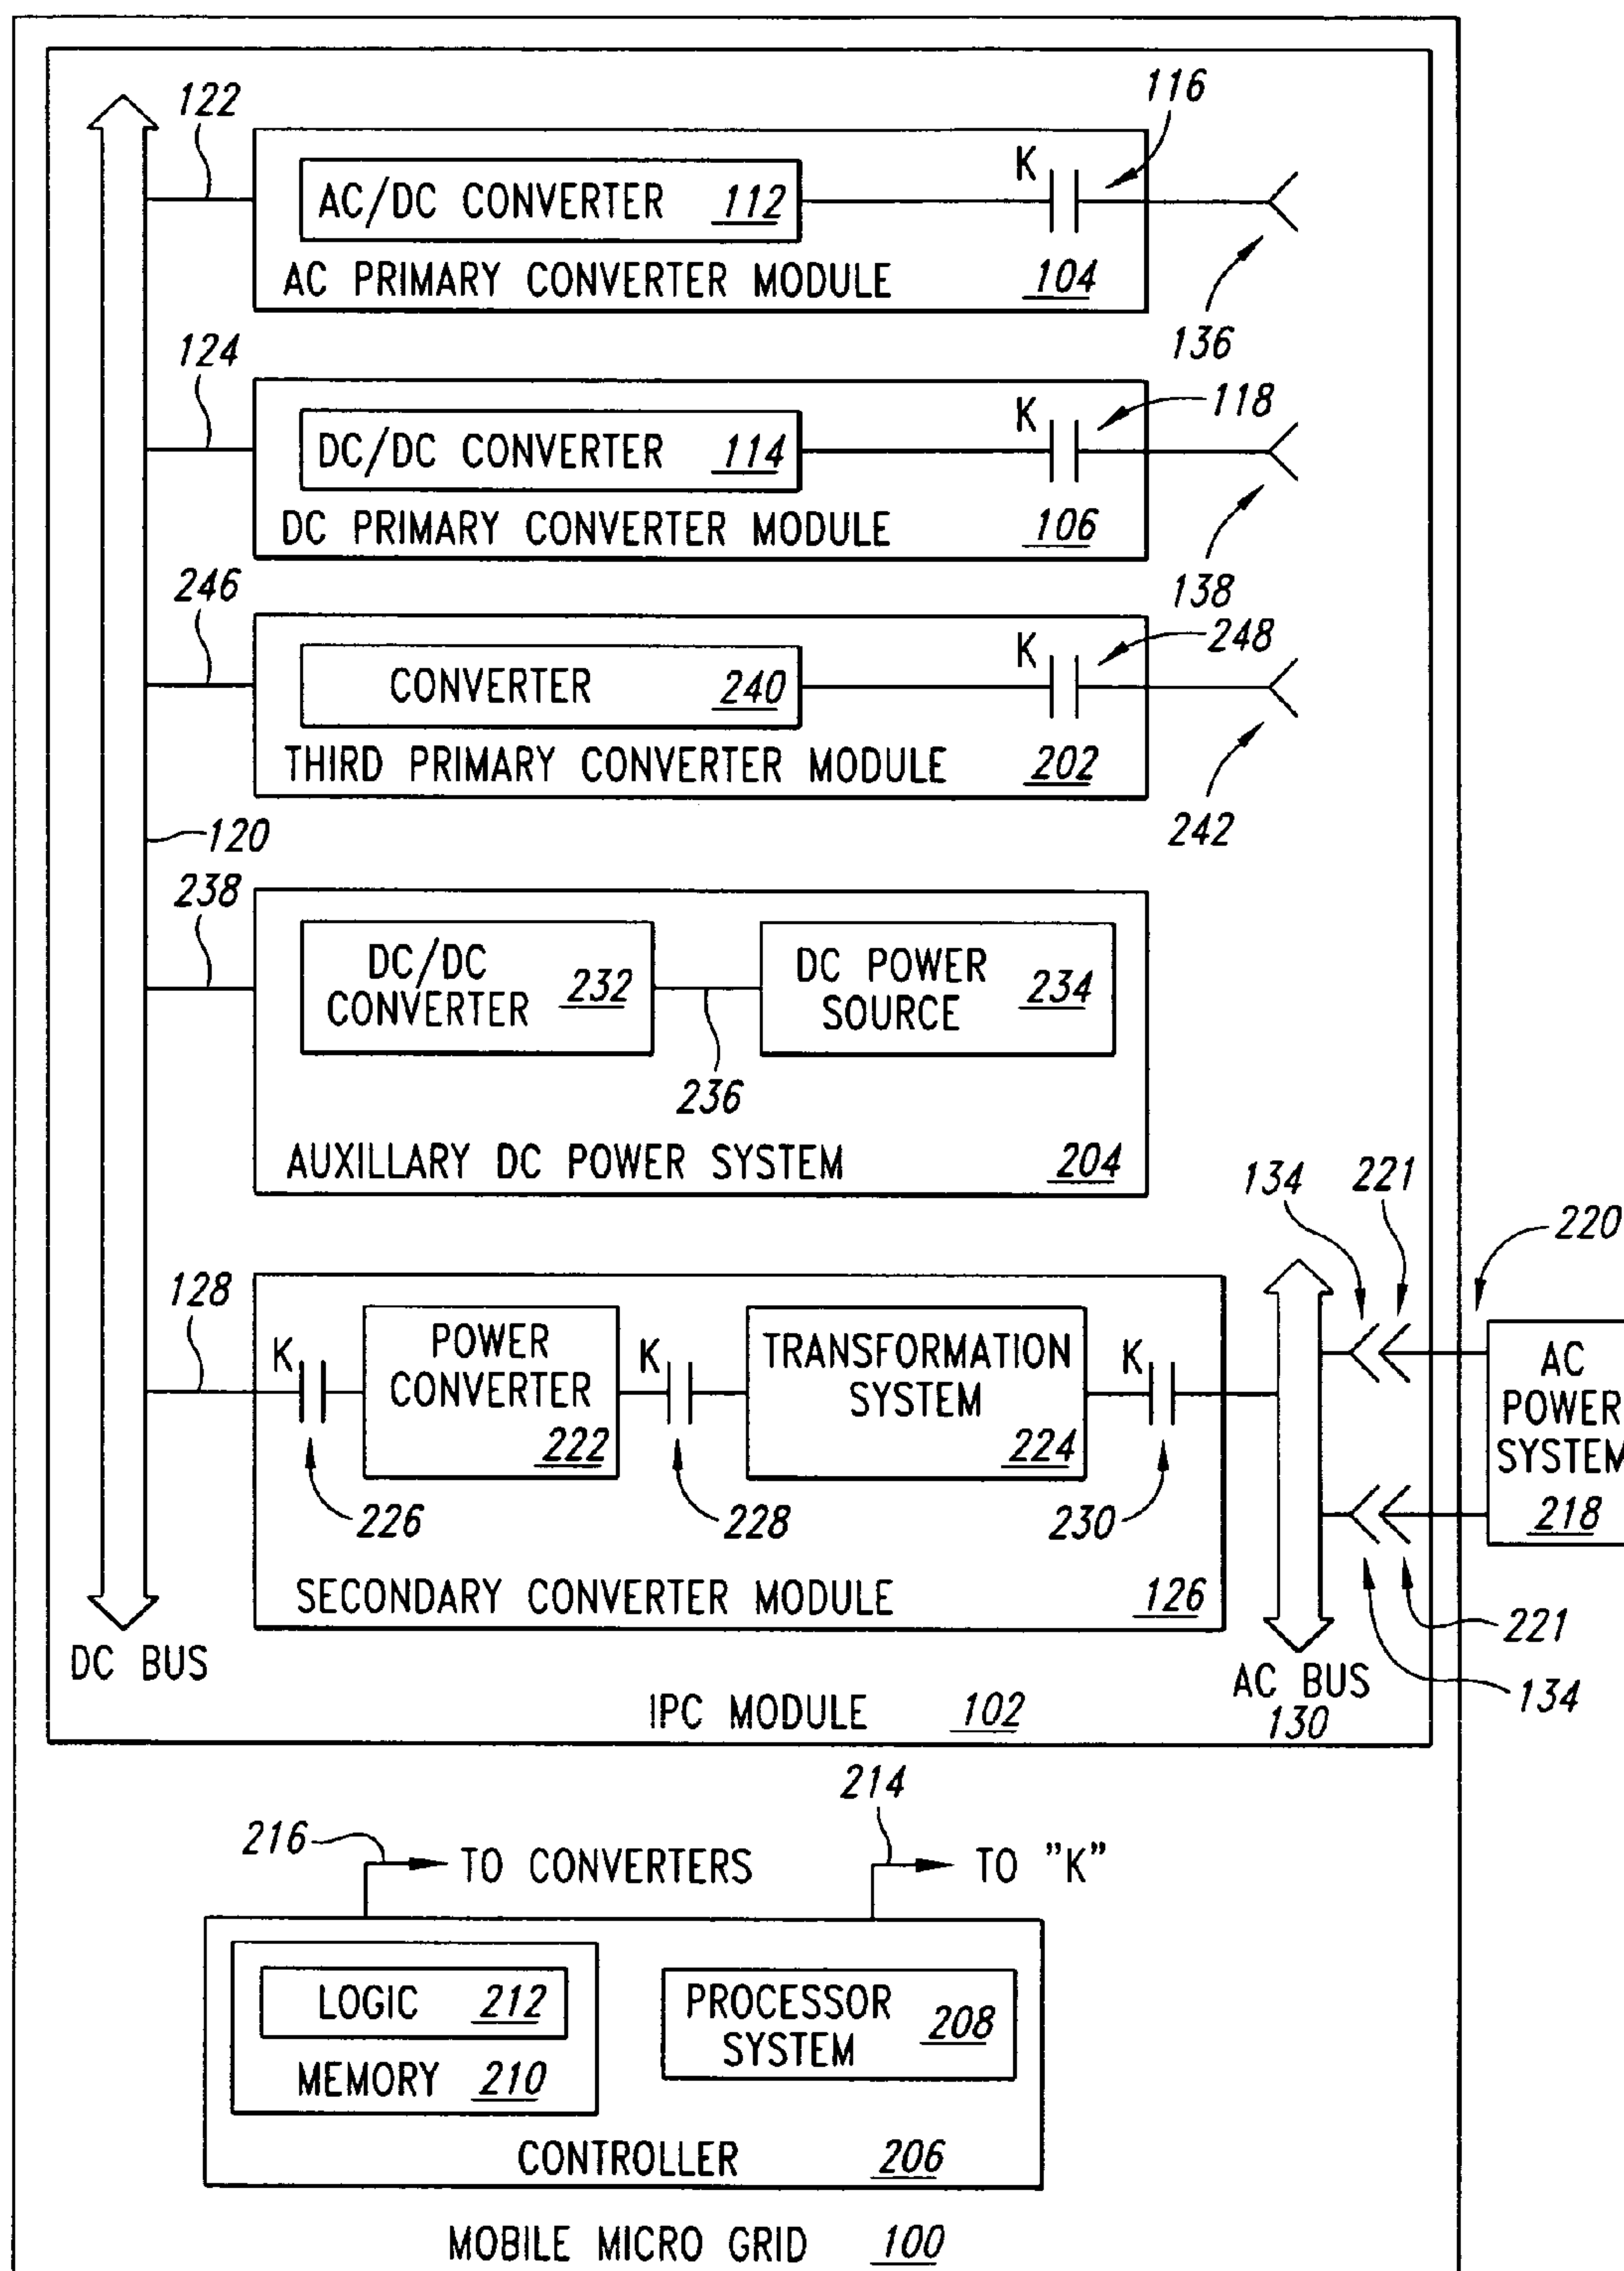 122
116
K
AC/DC CONVERTER 112
AC PRIMARY CONVERTER MODULE 104
136
124
118
K
DC/DC CONVERTER 114
DC PRIMARY CONVERTER MODULE 106
138
246
248
K
CONVERTER 240
THIRD PRIMARY CONVERTER MODULE 202
242
120
238
DC/DC
CONVERTER 232
DC POWER
SOURCE 234
236
AUXILLARY DC POWER SYSTEM 204
134
221
220
128
K
POWER
CONVERTER
222
K
TRANSFORMATION
SYSTEM
224
K
AC
POWER
SYSTEM
218
226
228
230
SECONDARY CONVERTER MODULE 126
221
134
DC BUS
AC BUS
130
IPC MODULE 102
214
216
TO CONVERTERS
TO "K"
LOGIC 212
MEMORY 210
PROCESSOR
SYSTEM 208
CONTROLLER 206
MOBILE MICRO GRID 100